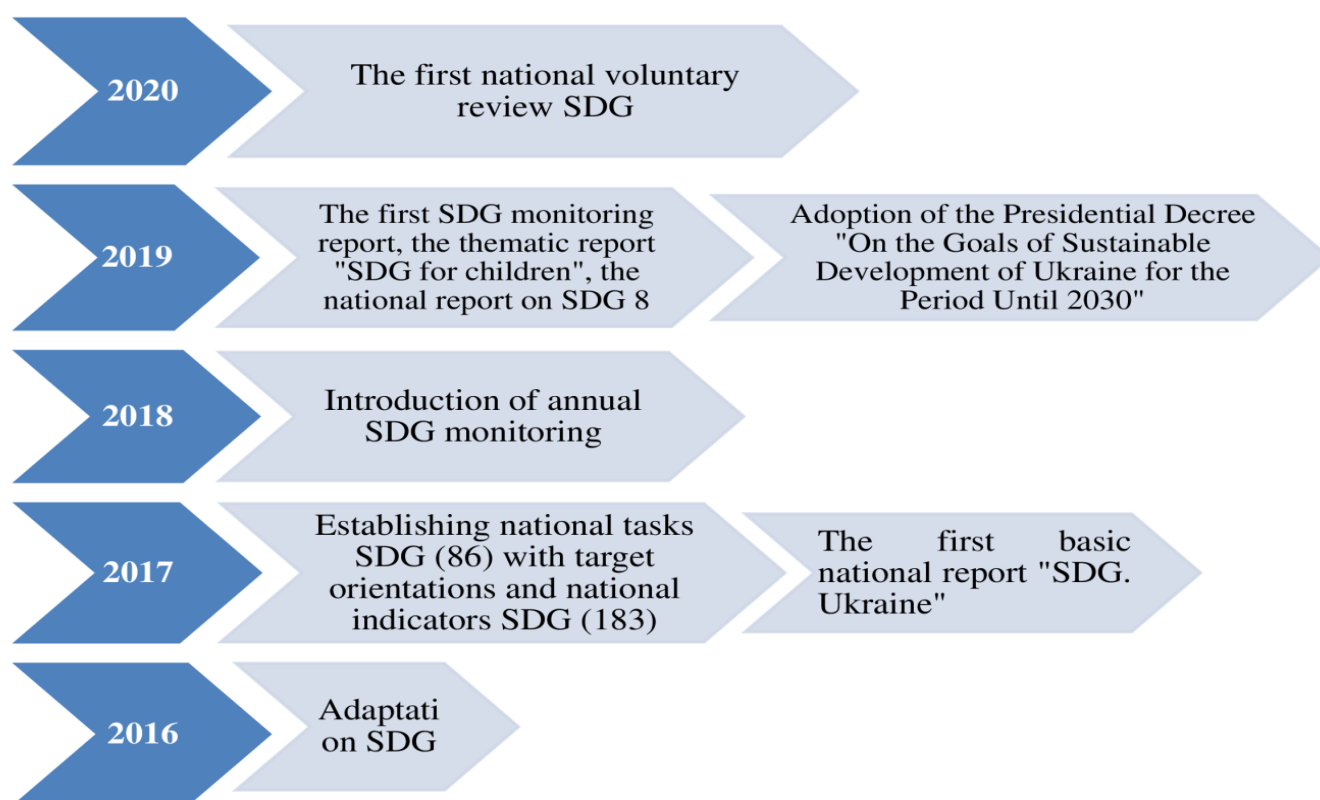 2020
The first national voluntary
review SDG
2019
The first SDG monitoring
report, the thematic report
"SDG for children", the
national report on SDG 8
Adoption of the Presidential Decree
"On the Goals of Sustainable
Development of Ukraine for the
Period Until 2030"
2018
Introduction of annual
SDG monitoring
2017
Establishing national tasks
SDG (86) with target
orientations and national
indicators SDG (183)
The first basic
national report "SDG.
Ukraine"
2016
Adaptati
on SDG